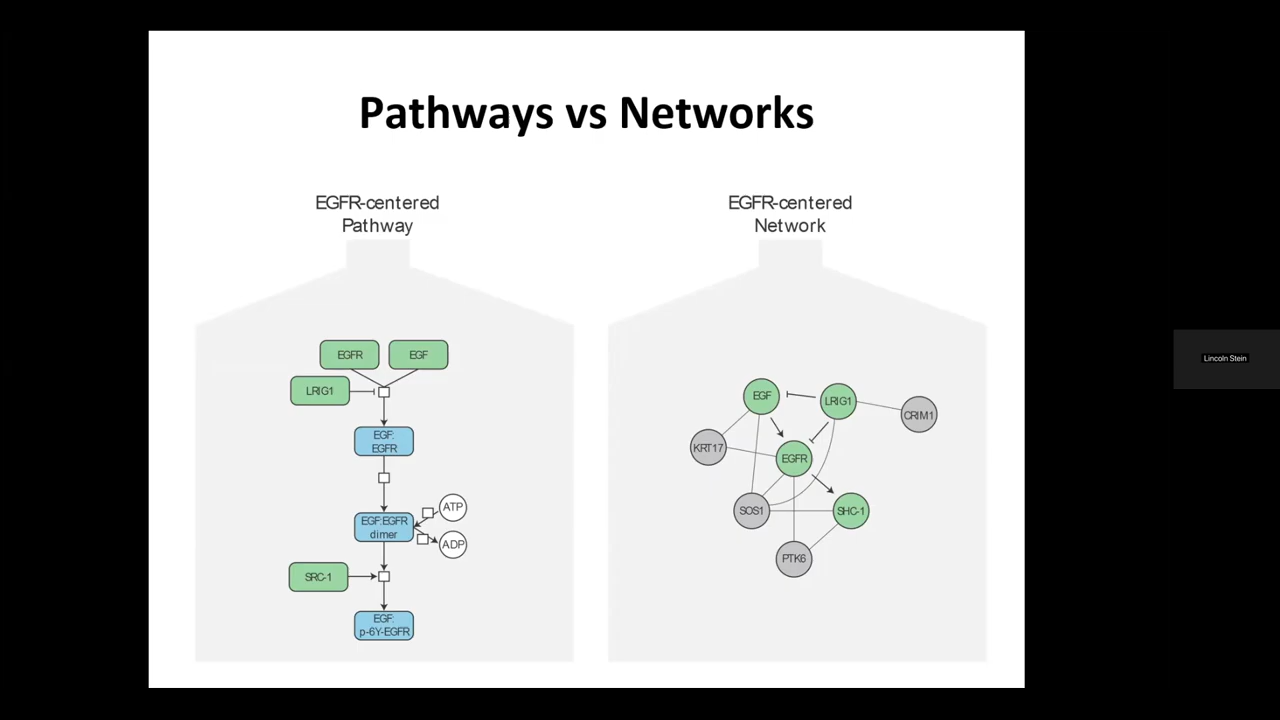 Pathways vs Networks
EGFR-centered
Pathway
EGFR
EGF
LRIG1
EGF:
EGFR
ATP
EGF:EGFR
dimer
ADP
SRC-1
EGF:
p-6Y-EGFR
EGFR-centered
Network
EGF
LRIG1
CRIM1
KRT17
EGFR
SOS1
SHC-1
PTK6
Lincoln Stein